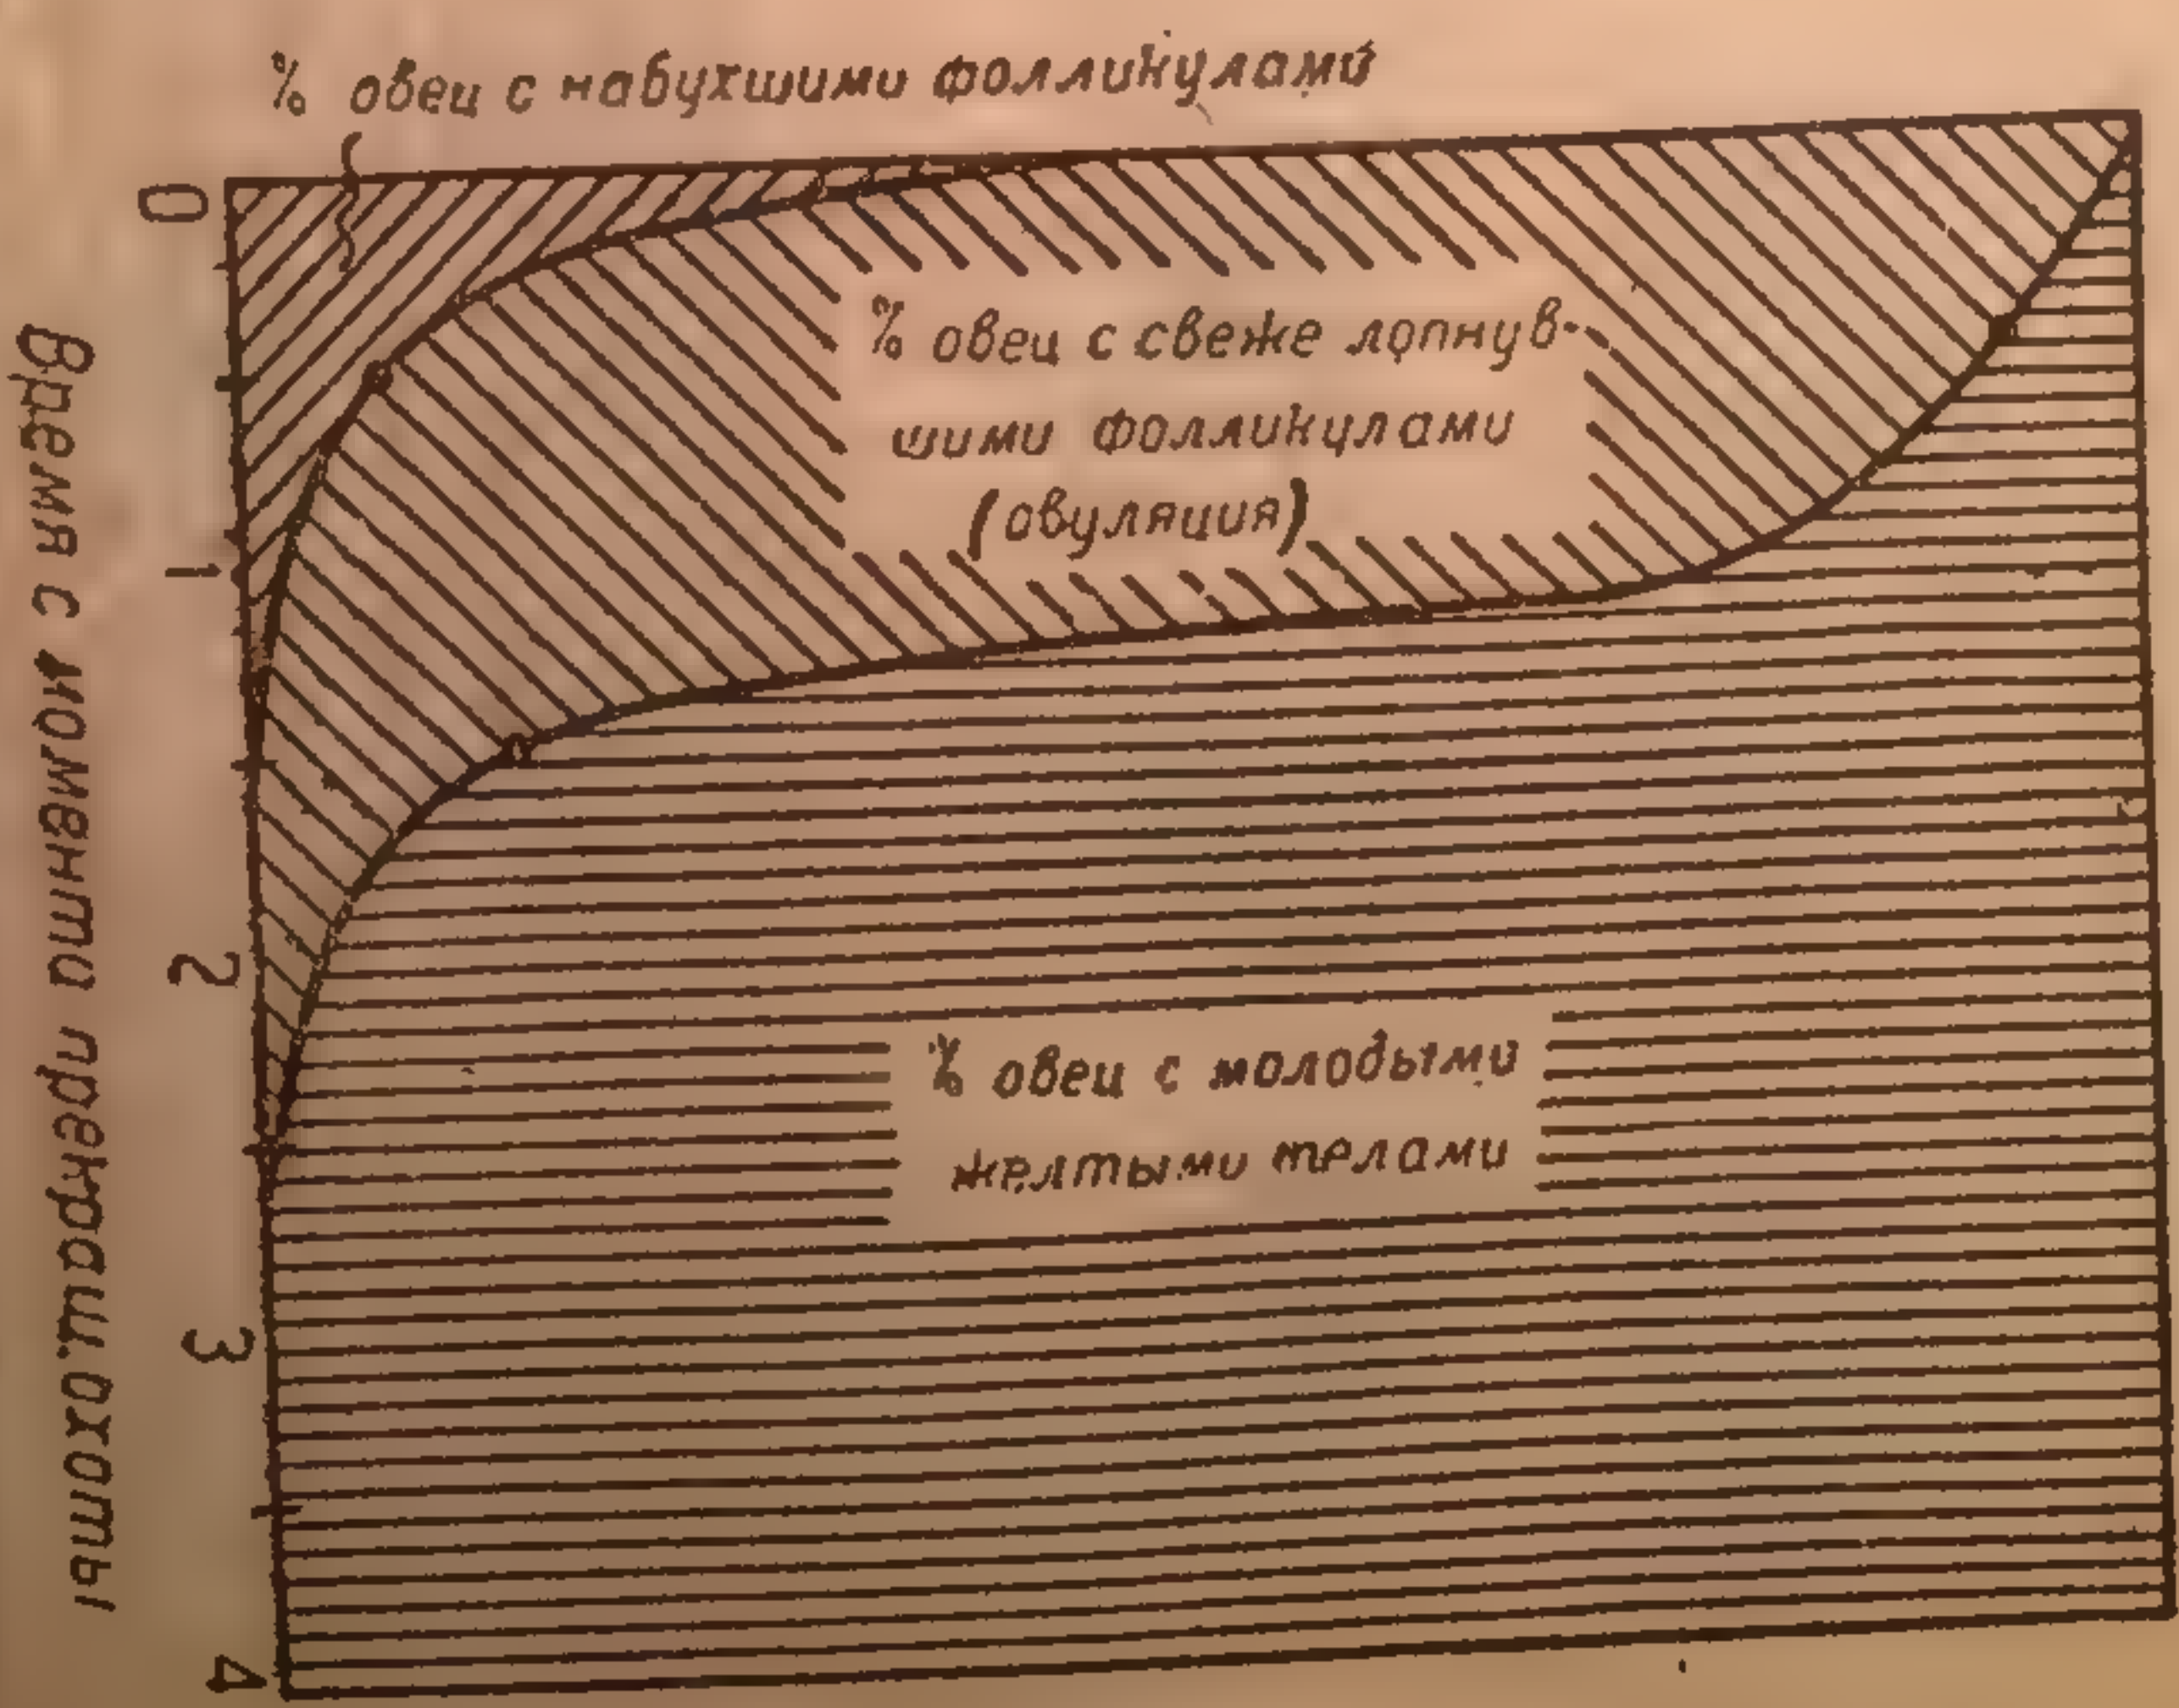 % овец с набухшими фолликулами
% овец с свеже лопнув-
шими фолликулами
(овуляция)
% овец с молодыми
желтыми телами
Время с момента прекращ. охоты
0
1
2
3
4